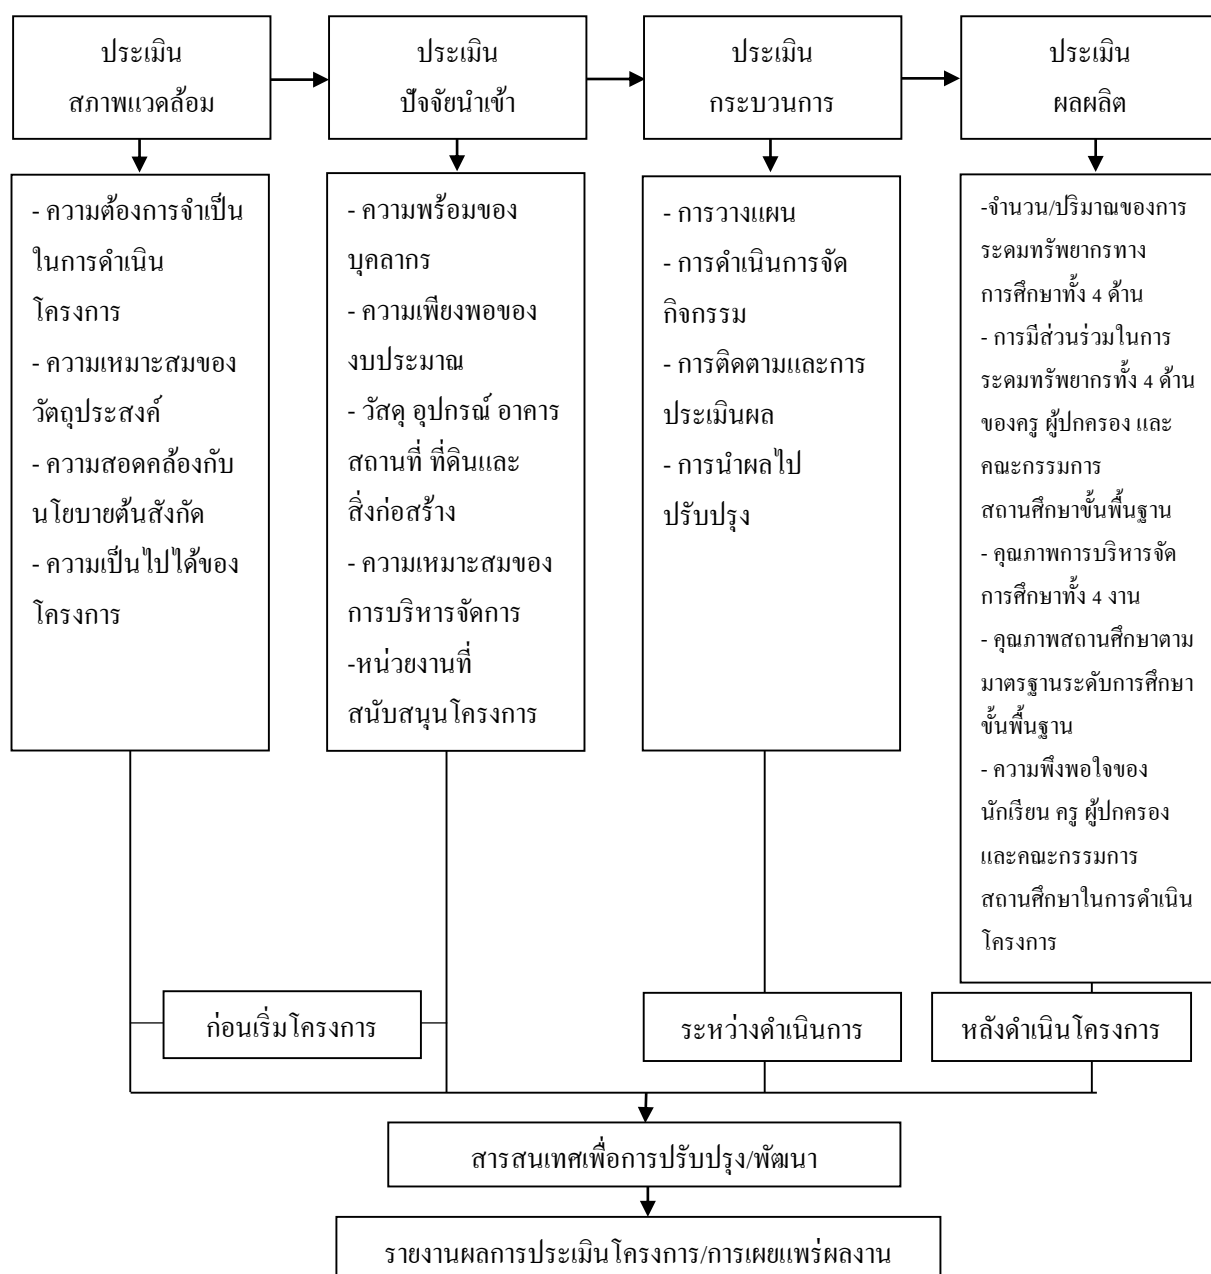 ประเมิน
สภาพแวดล้อม
ประเมิน
ปัจจัยนำเข้า
ประเมิน
กระบวนการ
ประเมิน
ผลผลิต
- ความต้องการจำเป็น
ในการดำเนิน
โครงการ
- ความเหมาะสมของ
วัตถุประสงค์
- ความสอดคล้องกับ
นโยบายต้นสังกัด
- ความเป็นไปได้ของ
โครงการ
- ความพร้อมของ
บุคลากร
- ความเพียงพอของ
งบประมาณ
- วัสดุ อุปกรณ์ อาคาร
สถานที่ ที่ดินและ
สิ่งก่อสร้าง
- ความเหมาะสมของ
การบริหารจัดการ
-หน่วยงานที่
สนับสนุนโครงการ
- การวางแผน
- การดำเนินการจัด
กิจกรรม
- การติดตามและการ
ประเมินผล
- การนำผลไป
ปรับปรุง
-จำนวน/ปริมาณของการ
ระดมทรัพยากรทาง
การศึกษาทั้ง 4 ด้าน
- การมีส่วนร่วมในการ
ระดมทรัพยากรทั้ง 4 ด้าน
ของครู ผู้ปกครอง และ
คณะกรรมการ
สถานศึกษาขั้นพื้นฐาน
- คุณภาพการบริหารจัด
การศึกษาทั้ง 4 งาน
- คุณภาพสถานศึกษาตาม
มาตรฐานระดับการศึกษา
ขั้นพื้นฐาน
- ความพึงพอใจของ
นักเรียน ครู ผู้ปกครอง
และคณะกรรมการ
สถานศึกษาในการดำเนิน
โครงการ
ก่อนเริ่มโครงการ
ระหว่างดำเนินการ
หลังดำเนินโครงการ
สารสนเทศเพื่อการปรับปรุง/พัฒนา
รายงานผลการประเมินโครงการ/การเผยแพร่ผลงาน